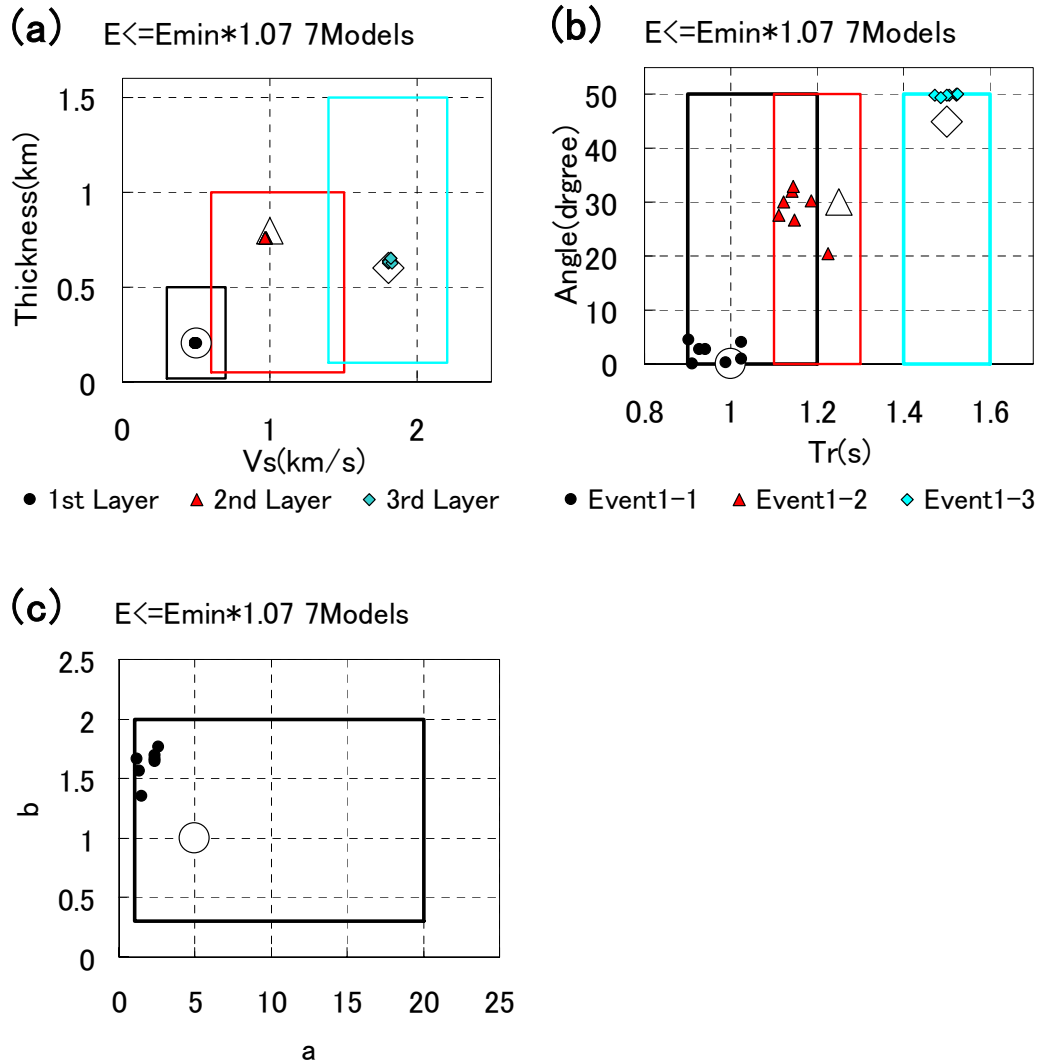 (a) E<=Emin*1.07 7Models
Thickness(km)
1.5
1
0.5
0
0 1 2
Vs(km/s)
● 1st Layer ▲ 2nd Layer ◆ 3rd Layer
(b) E<=Emin*1.07 7Models
Angle(drgree)
50
40
30
20
10
0
0.8 1 1.2 1.4 1.6
Tr(s)
● Event1-1 ▲ Event1-2 ◆ Event1-3
(c) E<=Emin*1.07 7Models
b
2.5
2
1.5
1
0.5
0
0 5 10 15 20 25
a